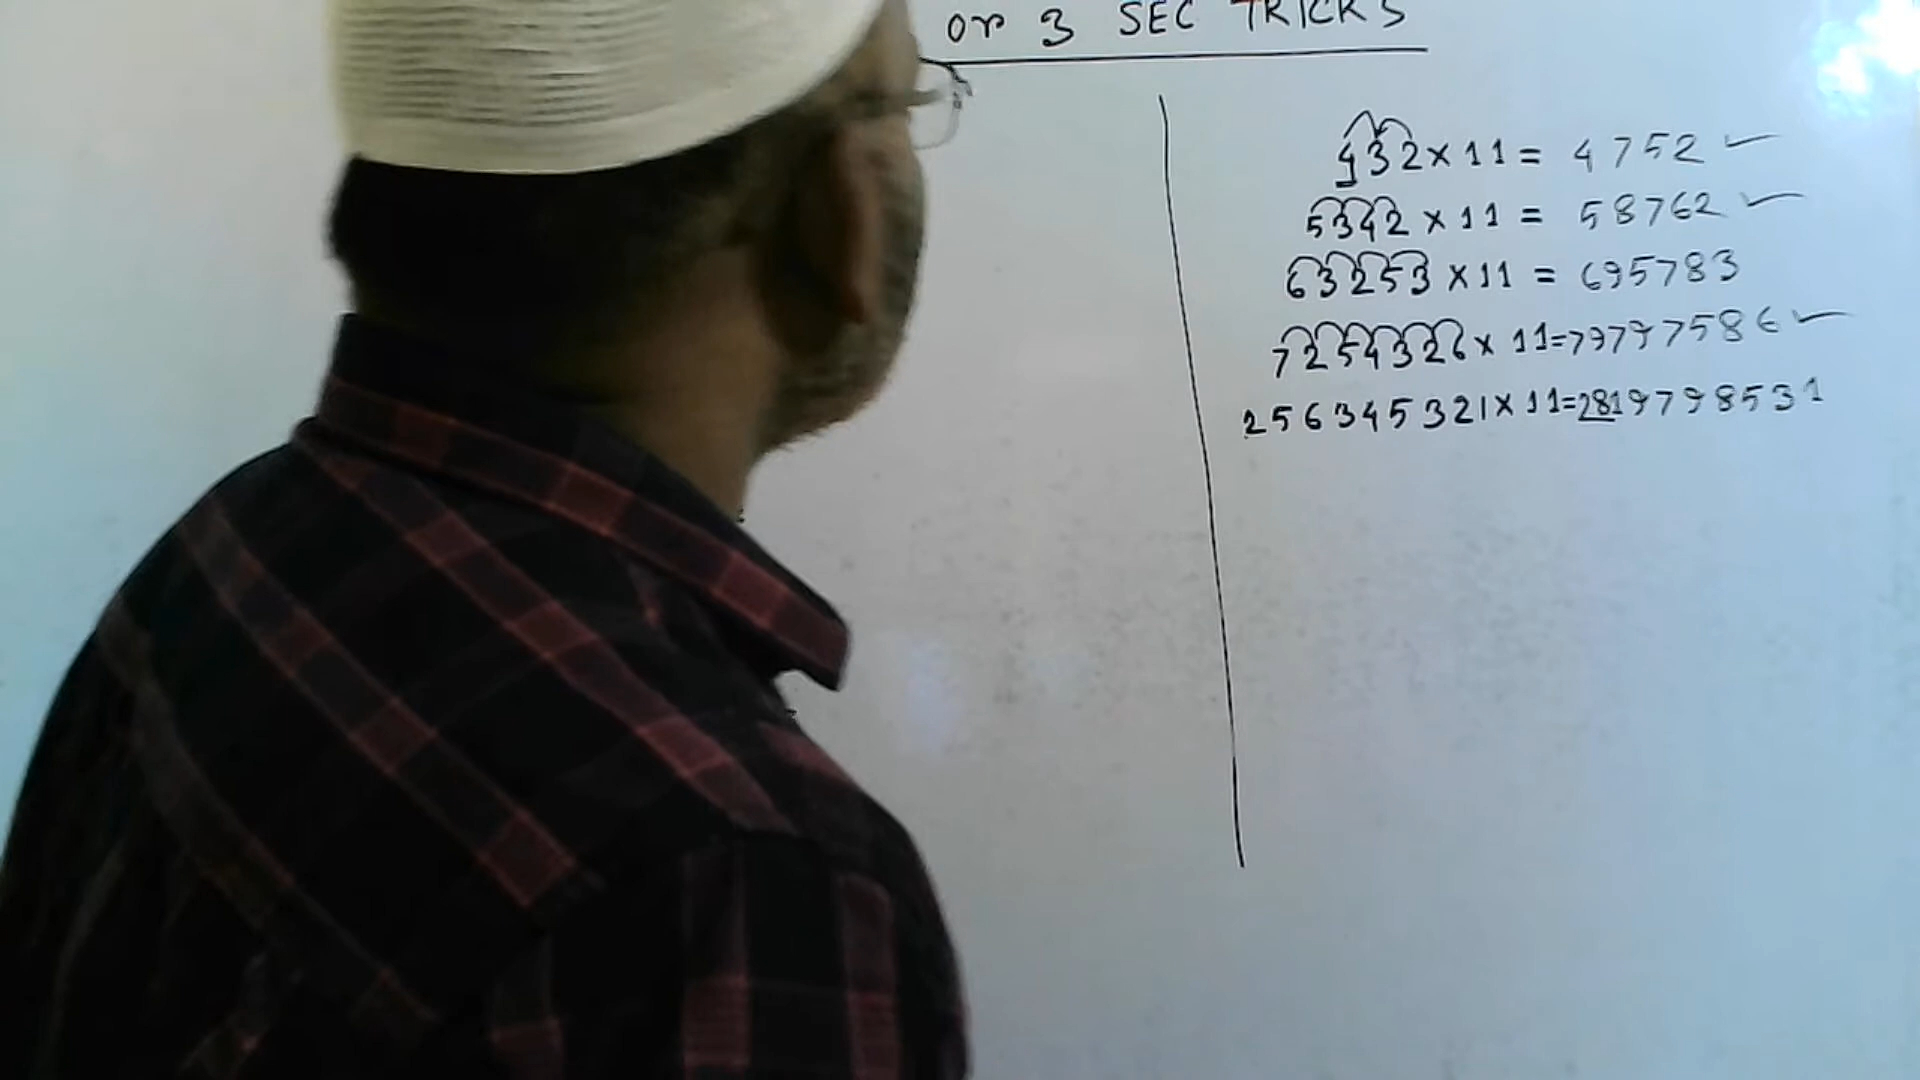 or 3 SEC TRICKS
432 × 11 = 4752
5342 × 11 = 58762
63253 × 11 = 695783
7254326 × 11 = 79797586
256345321 × 11 = 2819798531